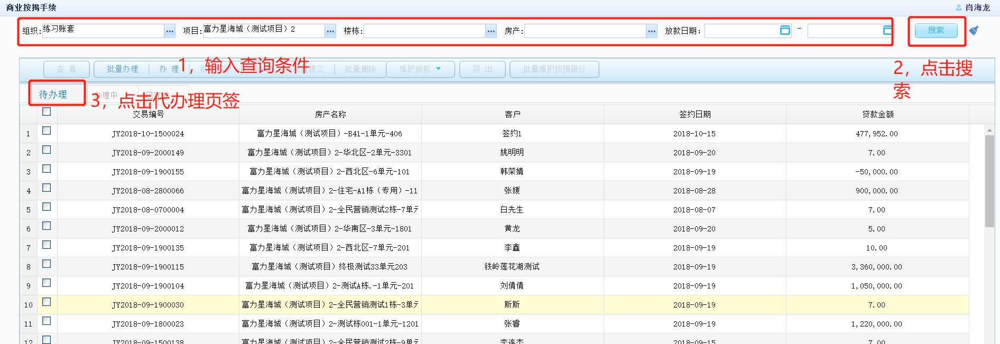 商业按揭手续
肖海龙
组织: 练习账套 ... 项目: 富力星海城（测试项目）2 ... 楼栋: ... 房产: ... 放款日期: - 搜索
查 看 批量办理 办 理 提交 批量删除 维护放款 导 出 批量维护按揭银行
1，输入查询条件
2，点击搜
索
待办理 办理中 已完成
3，点击代办理页签
交易编号 房产名称 客户 签约日期 贷款金额
1 JY2018-10-1500024 富力星海城（测试项目）-B41-1单元-406 签约1 2018-10-15 477,952.00
2 JY2018-09-2000149 富力星海城（测试项目）2-华北区-2单元-3301 姚明明 2018-09-20 7.00
3 JY2018-09-1900155 富力星海城（测试项目）2-西北区-6单元-101 韩荣婧 2018-09-19 -50,000.00
4 JY2018-08-2800066 富力星海城（测试项目）2-住宅-A1栋（专用）-11 张媛 2018-08-28 900,000.00
5 JY2018-08-0700004 富力星海城（测试项目）2-全民营销测试2栋-7单元 白先生 2018-08-07 7.00
6 JY2018-09-2000012 富力星海城（测试项目）2-华南区-3单元-1801 黄龙 2018-09-20 5.00
7 JY2018-09-1900135 富力星海城（测试项目）2-西北区-7单元-201 李鑫 2018-09-19 10.00
8 JY2018-09-1900115 富力星海城（测试项目）终极测试33单元203 铁岭莲花湖测试 2018-09-19 3,360,000.00
9 JY2018-09-1900104 富力星海城（测试项目）2-测试A栋.-1单元-201 刘倩倩 2018-09-19 1,050,000.00
10 JY2018-09-1900030 富力星海城（测试项目）2-全民营销测试1栋-3单元 斯斯 2018-09-19 7.00
11 JY2018-09-1800023 富力星海城（测试项目）2-测试栋001-1单元-1201 张睿 2018-09-19 1,220,000.00
12 JY2018-09-1500138 富力星海城（测试项目）2-全民营销测试2栋-9单元 李连杰 2018-09-15 7.00